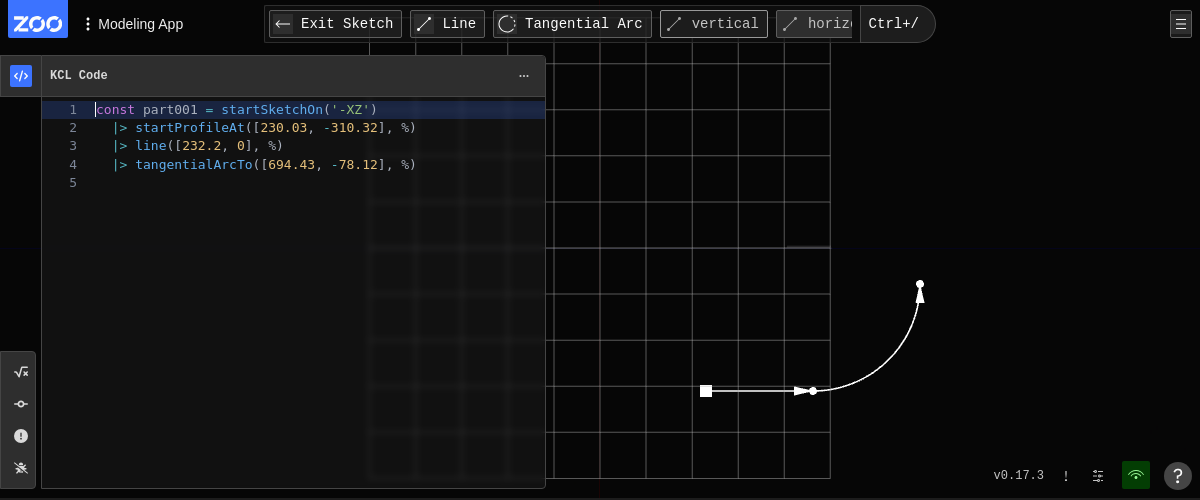 ZOO Modeling App
Exit Sketch Line Tangential Arc vertical horiz Ctrl+/
KCL Code ...
1 const part001 = startSketchOn('-XZ')
2 |> startProfileAt([230.03, -310.32], %)
3 |> line([232.2, 0], %)
4 |> tangentialArcTo([694.43, -78.12], %)
5
v0.17.3 ! ?